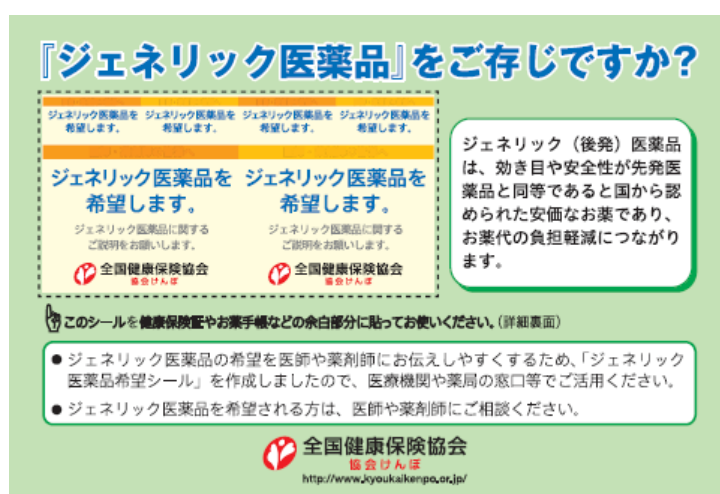 『ジェネリック医薬品』をご存じですか?
ジェネリック医薬品を ジェネリック医薬品を ジェネリック医薬品を ジェネリック医薬品を
希望します。 希望します。 希望します。 希望します。
ジェネリック医薬品を
希望します。
ジェネリック医薬品に関する
ご説明をお願いします。
全国健康保険協会
協会けんぽ
ジェネリック医薬品を
希望します。
ジェネリック医薬品に関する
ご説明をお願いします。
全国健康保険協会
協会けんぽ
ジェネリック(後発)医薬品
は、効き目や安全性が先発医
薬品と同等であると国から認
められた安価なお薬であり、
お薬代の負担軽減につながり
ます。
このシールを健康保険証やお薬手帳などの余白部分に貼ってお使いください。(詳細裏面)
● ジェネリック医薬品の希望を医師や薬剤師にお伝えしやすくするため、「ジェネリック
医薬品希望シール」を作成しましたので、医療機関や薬局の窓口等でご活用ください。
● ジェネリック医薬品を希望される方は、医師や薬剤師にご相談ください。
全国健康保険協会
協会けんぽ
http://www.kyoukaikenpo.or.jp/